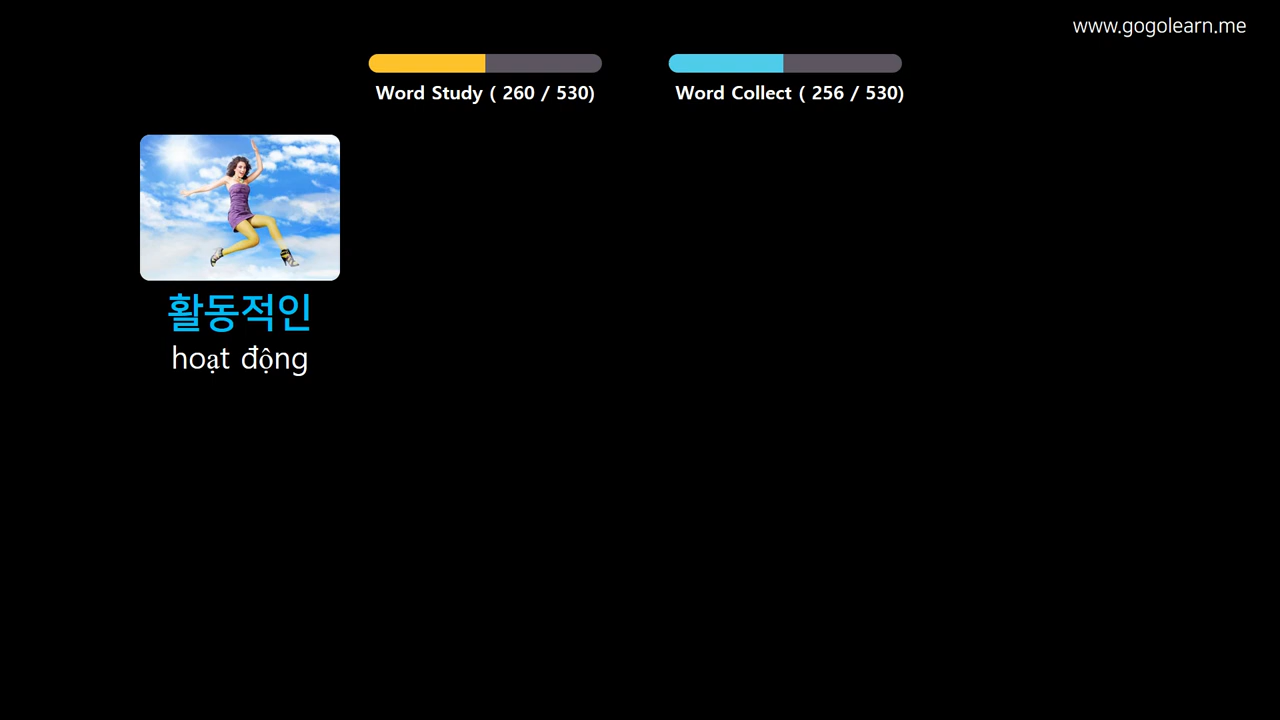 www.gogolearn.me
Word Study ( 260 / 530)
Word Collect ( 256 / 530)
활동적인
hoạt động